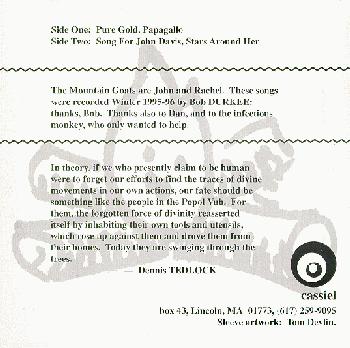 Side One: Pure Gold, Papagallo
Side Two: Song For John Davis, Stars Around Her
The Mountain Goats are John and Rachel. These songs
were recorded Winter 1995-96 by Bob DURKEE:
thanks, Bob. Thanks also to Dan, and to the infectious
monkey, who only wanted to help.
In theory, if we who presently claim to be human
were to forget our efforts to find the traces of divine
movements in our own actions, our fate should be
something like the people in the Popol Vuh. For
them, the forgotten force of divinity reasserted
itself by inhabiting their own tools and utensils,
which rose up against them and drove them from
their homes. Today they are swinging through the
trees.
Dennis TEDLOCK
cassiel
box 43, Lincoln, MA 01773, (617) 259-9095
Sleeve artwork: Tom Devlin.